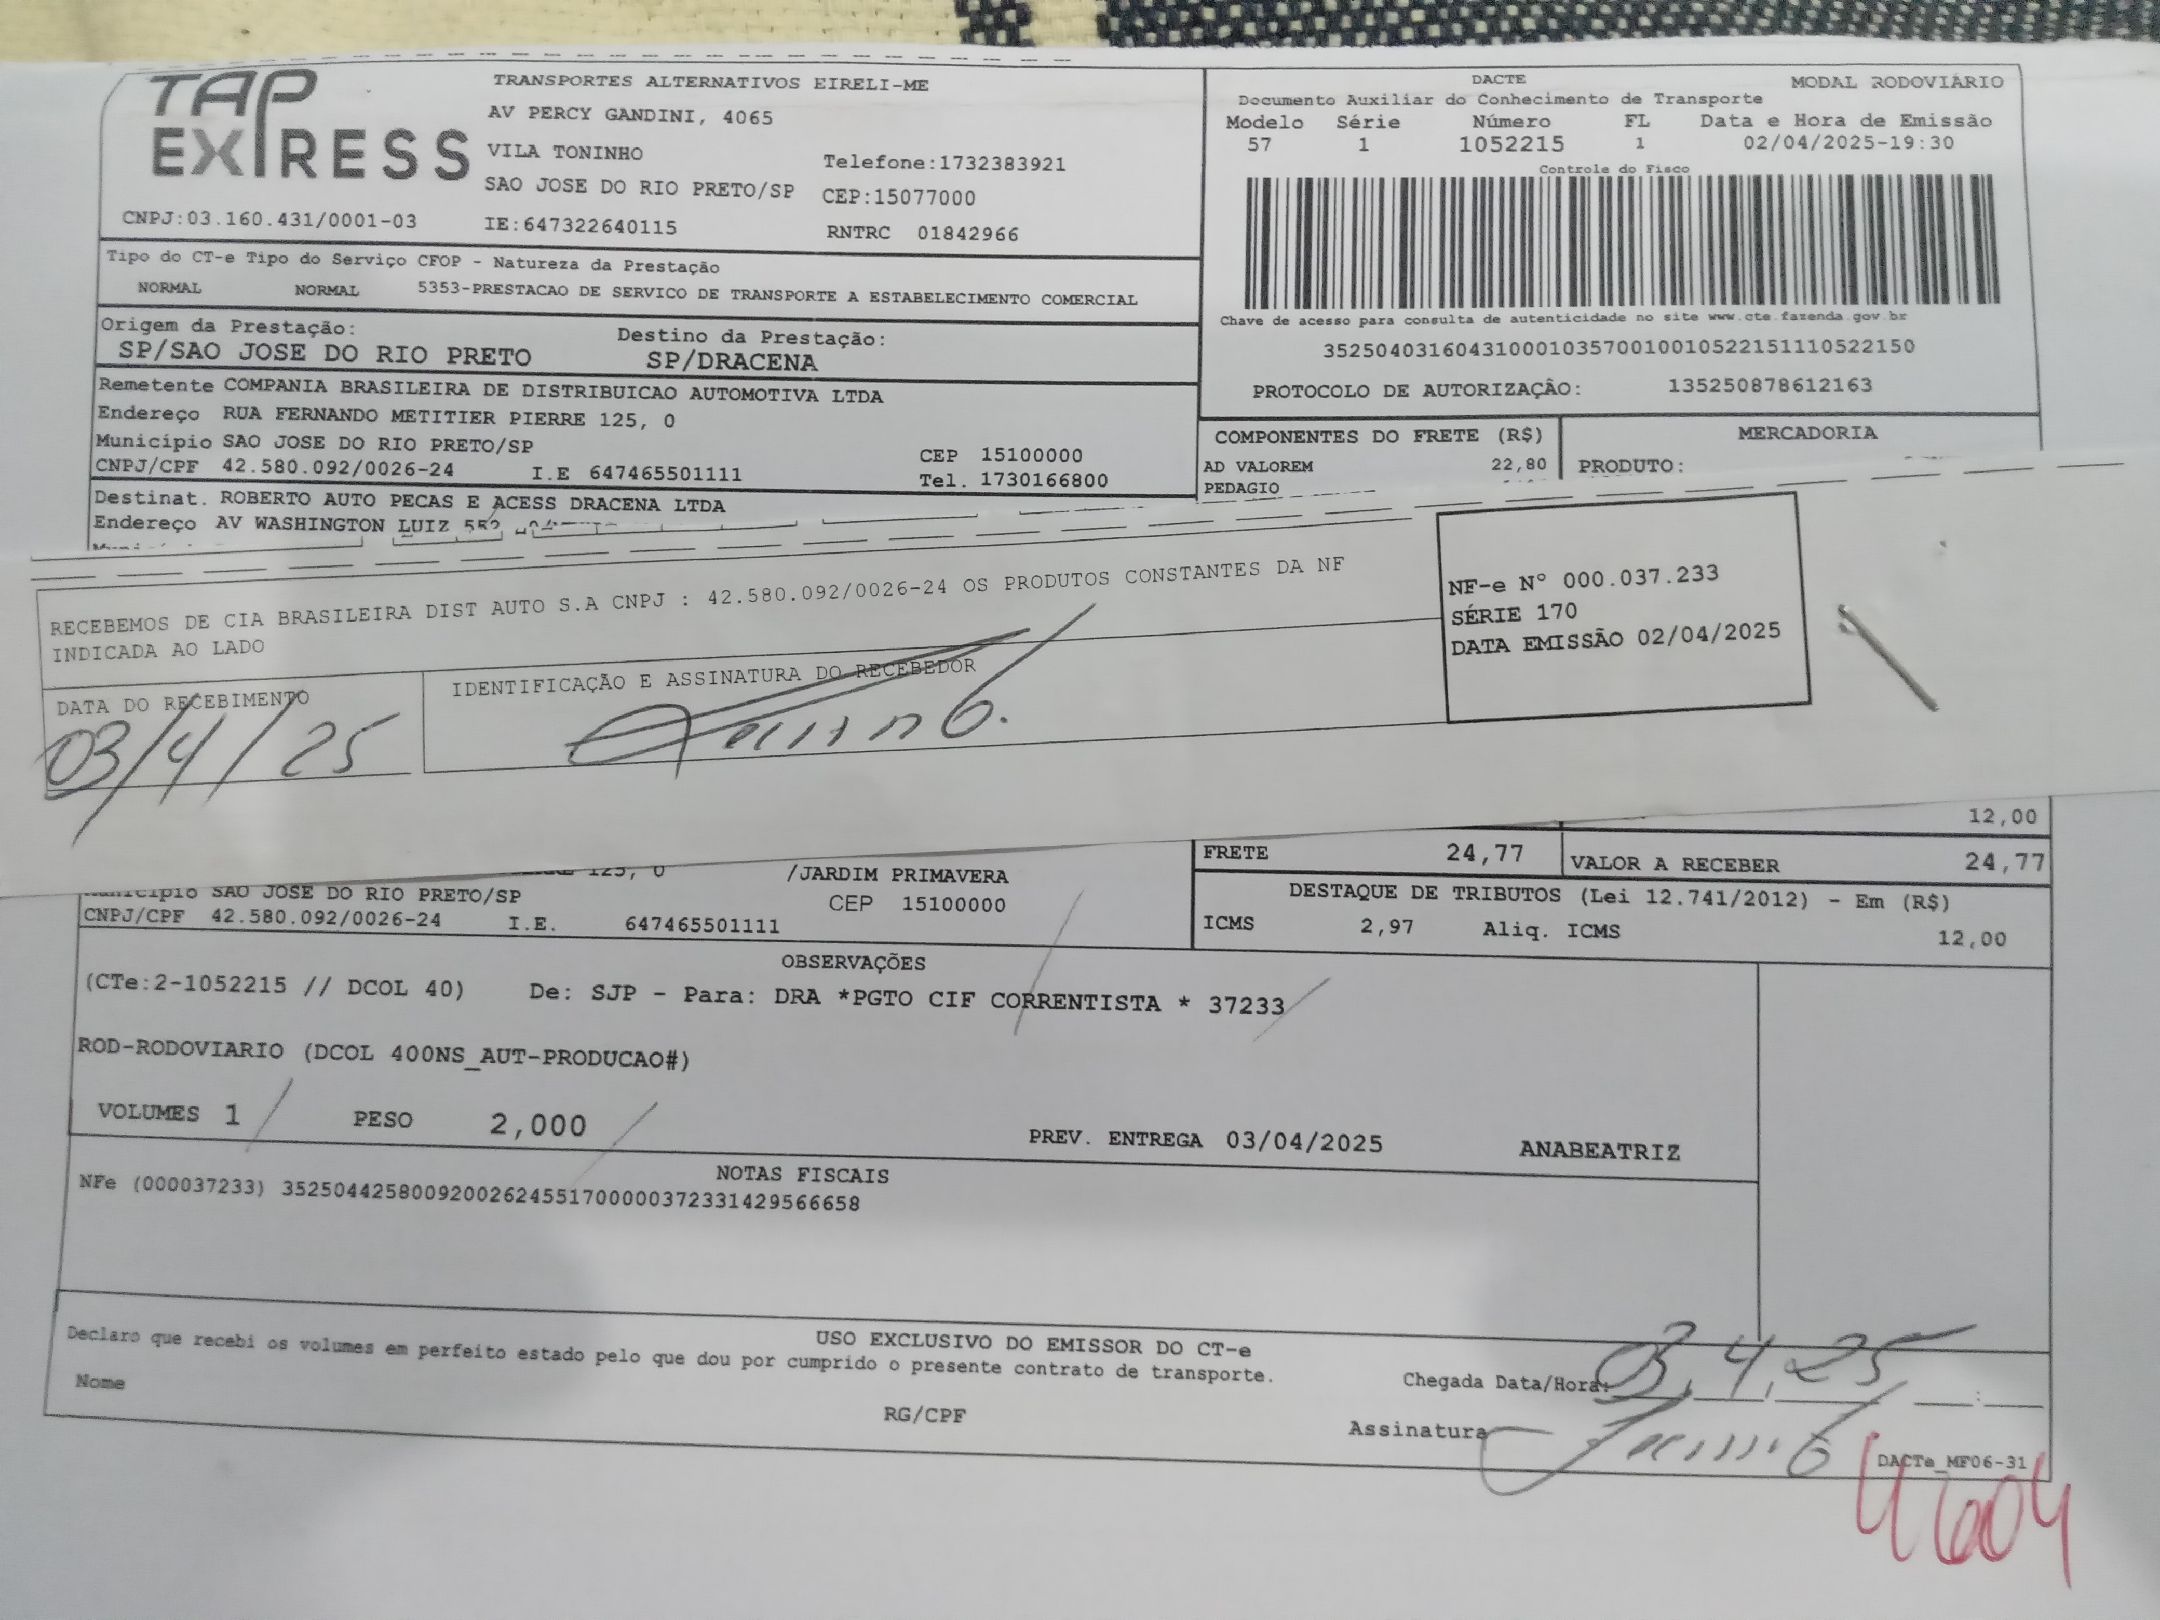 TAP EXPRESS
TRANSPORTES ALTERNATIVOS EIRELI-ME
AV PERCY GANDINI, 4065
VILA TONINHO
Telefone:1732383921
SAO JOSE DO RIO PRETO/SP CEP:15077000
CNPJ:03.160.431/0001-03 IE:647322640115 RNTRC 01842966
DACTE MODAL RODOVIÁRIO
Documento Auxiliar do Conhecimento de Transporte
Modelo Série Número FL Data e Hora de Emissão
57 1 1052215 1 02/04/2025-19:30
Controle do Fisco
Chave de acesso para consulta de autenticidade no site www.cte.fazenda.gov.br
35250403160431000103570010010522151110522150
PROTOCOLO DE AUTORIZAÇÃO: 135250878612163
Tipo do CT-e Tipo do Serviço CFOP - Natureza da Prestação
NORMAL NORMAL 5353-PRESTACAO DE SERVICO DE TRANSPORTE A ESTABELECIMENTO COMERCIAL
Origem da Prestação: Destino da Prestação:
SP/SAO JOSE DO RIO PRETO SP/DRACENA
Remetente COMPANIA BRASILEIRA DE DISTRIBUICAO AUTOMOTIVA LTDA
Endereço RUA FERNANDO METITIER PIERRE 125, 0
Município SAO JOSE DO RIO PRETO/SP CEP 15100000
CNPJ/CPF 42.580.092/0026-24 I.E 647465501111 Tel. 1730166800
Destinat. ROBERTO AUTO PECAS E ACESS DRACENA LTDA
Endereço AV WASHINGTON LUIZ 552
COMPONENTES DO FRETE (R$) MERCADORIA
AD VALOREM 22,80 PRODUTO:
PEDAGIO
RECEBEMOS DE CIA BRASILEIRA DIST AUTO S.A CNPJ : 42.580.092/0026-24 OS PRODUTOS CONSTANTES DA NF
INDICADA AO LADO
DATA DO RECEBIMENTO IDENTIFICAÇÃO E ASSINATURA DO RECEBEDOR
03/4/25
NF-e Nº 000.037.233
SÉRIE 170
DATA EMISSÃO 02/04/2025
12,00
FRETE 24,77 VALOR A RECEBER 24,77
125, 0 /JARDIM PRIMAVERA
Município SAO JOSE DO RIO PRETO/SP CEP 15100000
CNPJ/CPF 42.580.092/0026-24 I.E. 647465501111
DESTAQUE DE TRIBUTOS (Lei 12.741/2012) - Em (R$)
ICMS 2,97 Aliq. ICMS 12,00
OBSERVAÇÕES
(CTe:2-1052215 // DCOL 40) De: SJP - Para: DRA *PGTO CIF CORRENTISTA * 37233
ROD-RODOVIARIO (DCOL 400NS_AUT-PRODUCAO#)
VOLUMES 1 PESO 2,000 PREV. ENTREGA 03/04/2025 ANABEATRIZ
NOTAS FISCAIS
NFe (000037233) 35250442580092002624551700000372331429566658
USO EXCLUSIVO DO EMISSOR DO CT-e
Declaro que recebi os volumes em perfeito estado pelo que dou por cumprido o presente contrato de transporte.
Nome RG/CPF
Chegada Data/Hora: 03,4,25
Assinatura
DACTe_MF06-31